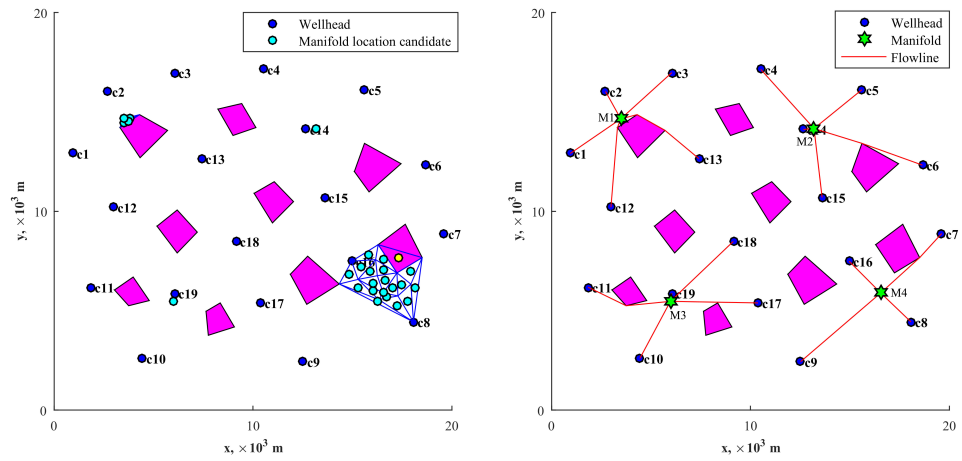 20
10
0
0
10
20
y, ×10³ m
x, ×10³ m
Wellhead
Manifold location candidate
c1
c2
c3
c4
c5
c6
c7
c8
c9
c10
c11
c12
c13
c14
c15
c16
c17
c18
c19
20
10
0
0
10
20
y, ×10³ m
x, ×10³ m
Wellhead
Manifold
Flowline
c1
c2
c3
c4
c5
c6
c7
c8
c9
c10
c11
c12
c13
c15
c16
c17
c18
c19
M1
M2
M3
M4